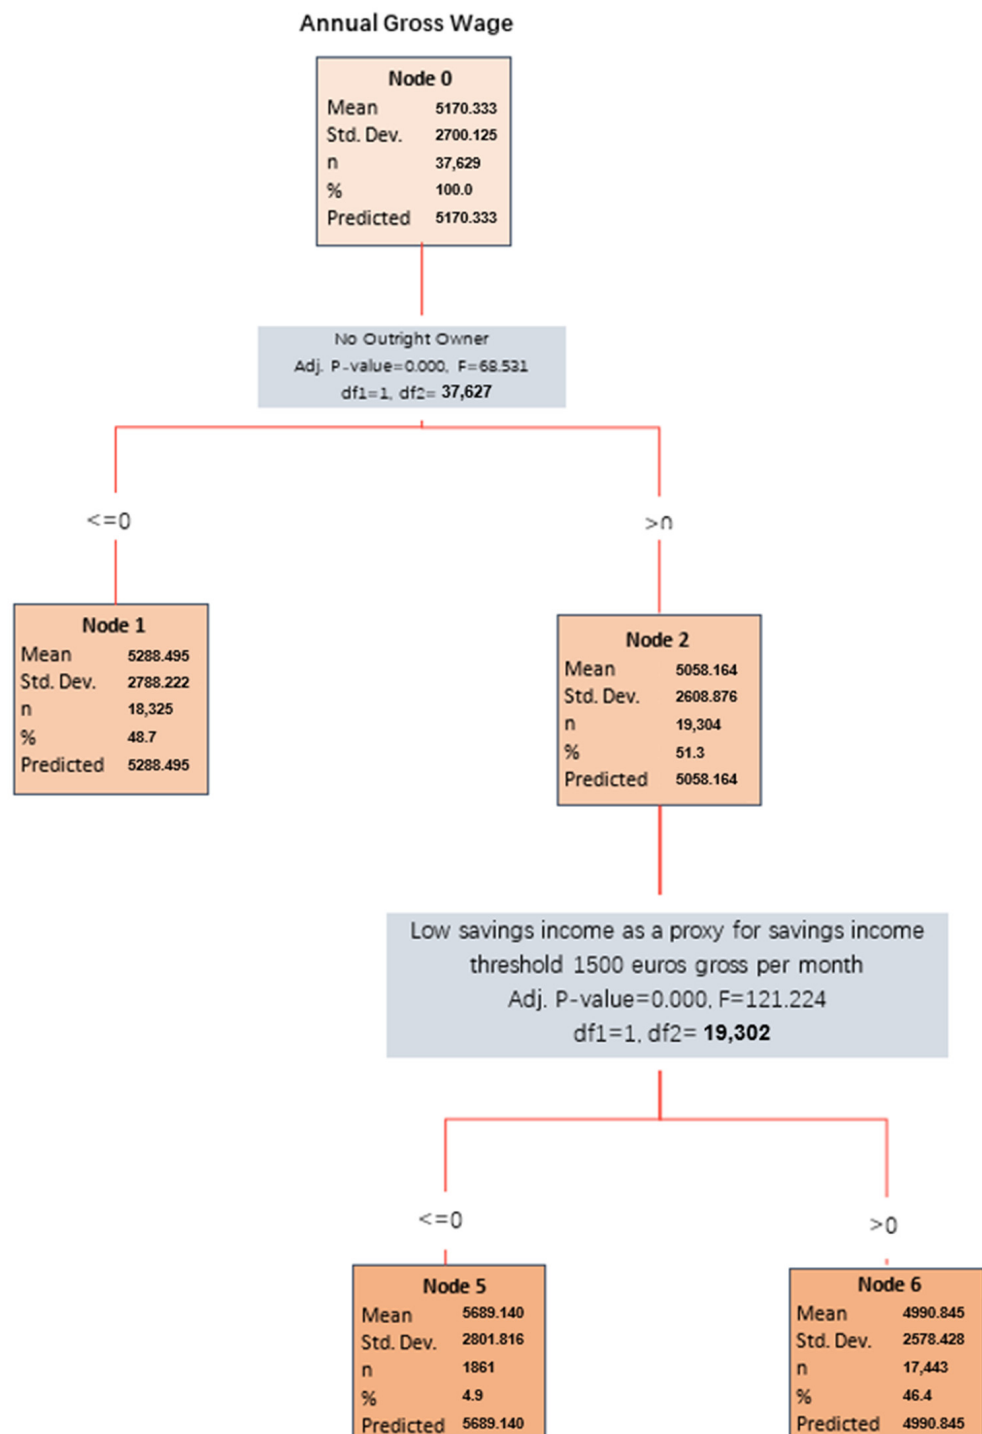 Annual Gross Wage
Node 0
Mean 5170.333
Std. Dev. 2700.125
n 37,629
% 100.0
Predicted 5170.333
No Outright Owner
Adj. P-value=0.000, F=68.531
df1=1, df2= 37,627
<=0
>0
Node 1
Mean 5288.495
Std. Dev. 2788.222
n 18,325
% 48.7
Predicted 5288.495
Node 2
Mean 5058.164
Std. Dev. 2608.876
n 19,304
% 51.3
Predicted 5058.164
Low savings income as a proxy for savings income
threshold 1500 euros gross per month
Adj. P-value=0.000, F=121.224
df1=1, df2= 19,302
<=0
>0
Node 5
Mean 5689.140
Std. Dev. 2801.816
n 1861
% 4.9
Predicted 5689.140
Node 6
Mean 4990.845
Std. Dev. 2578.428
n 17,443
% 46.4
Predicted 4990.845